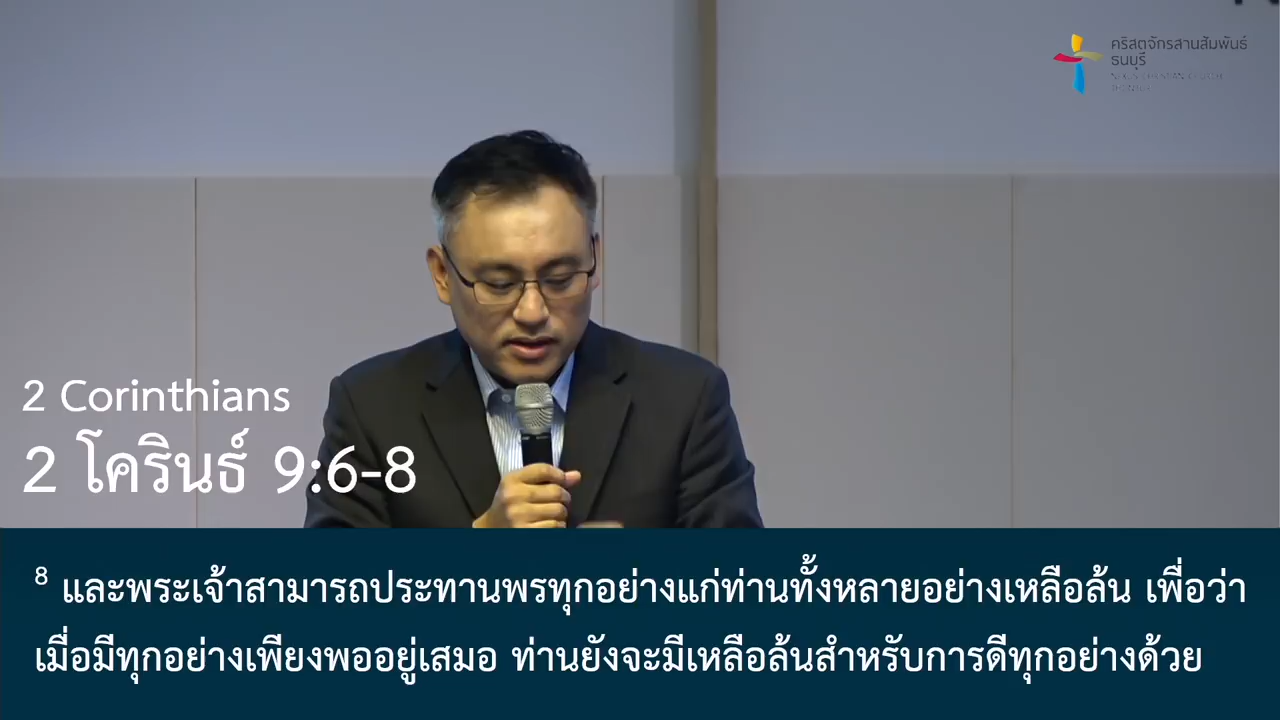 คริสตจักรสานสัมพันธ์
ธนบุรี
2 Corinthians
2 โครินธ์ 9:6-8
8 และพระเจ้าสามารถประทานพรทุกอย่างแก่ท่านทั้งหลายอย่างเหลือล้น เพื่อว่า
เมื่อมีทุกอย่างเพียงพออยู่เสมอ ท่านยังจะมีเหลือล้นสำหรับการดีทุกอย่างด้วย